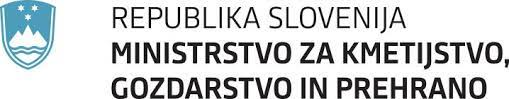 REPUBLIKA SLOVENIJA
MINISTRSTVO ZA KMETIJSTVO,
GOZDARSTVO IN PREHRANO